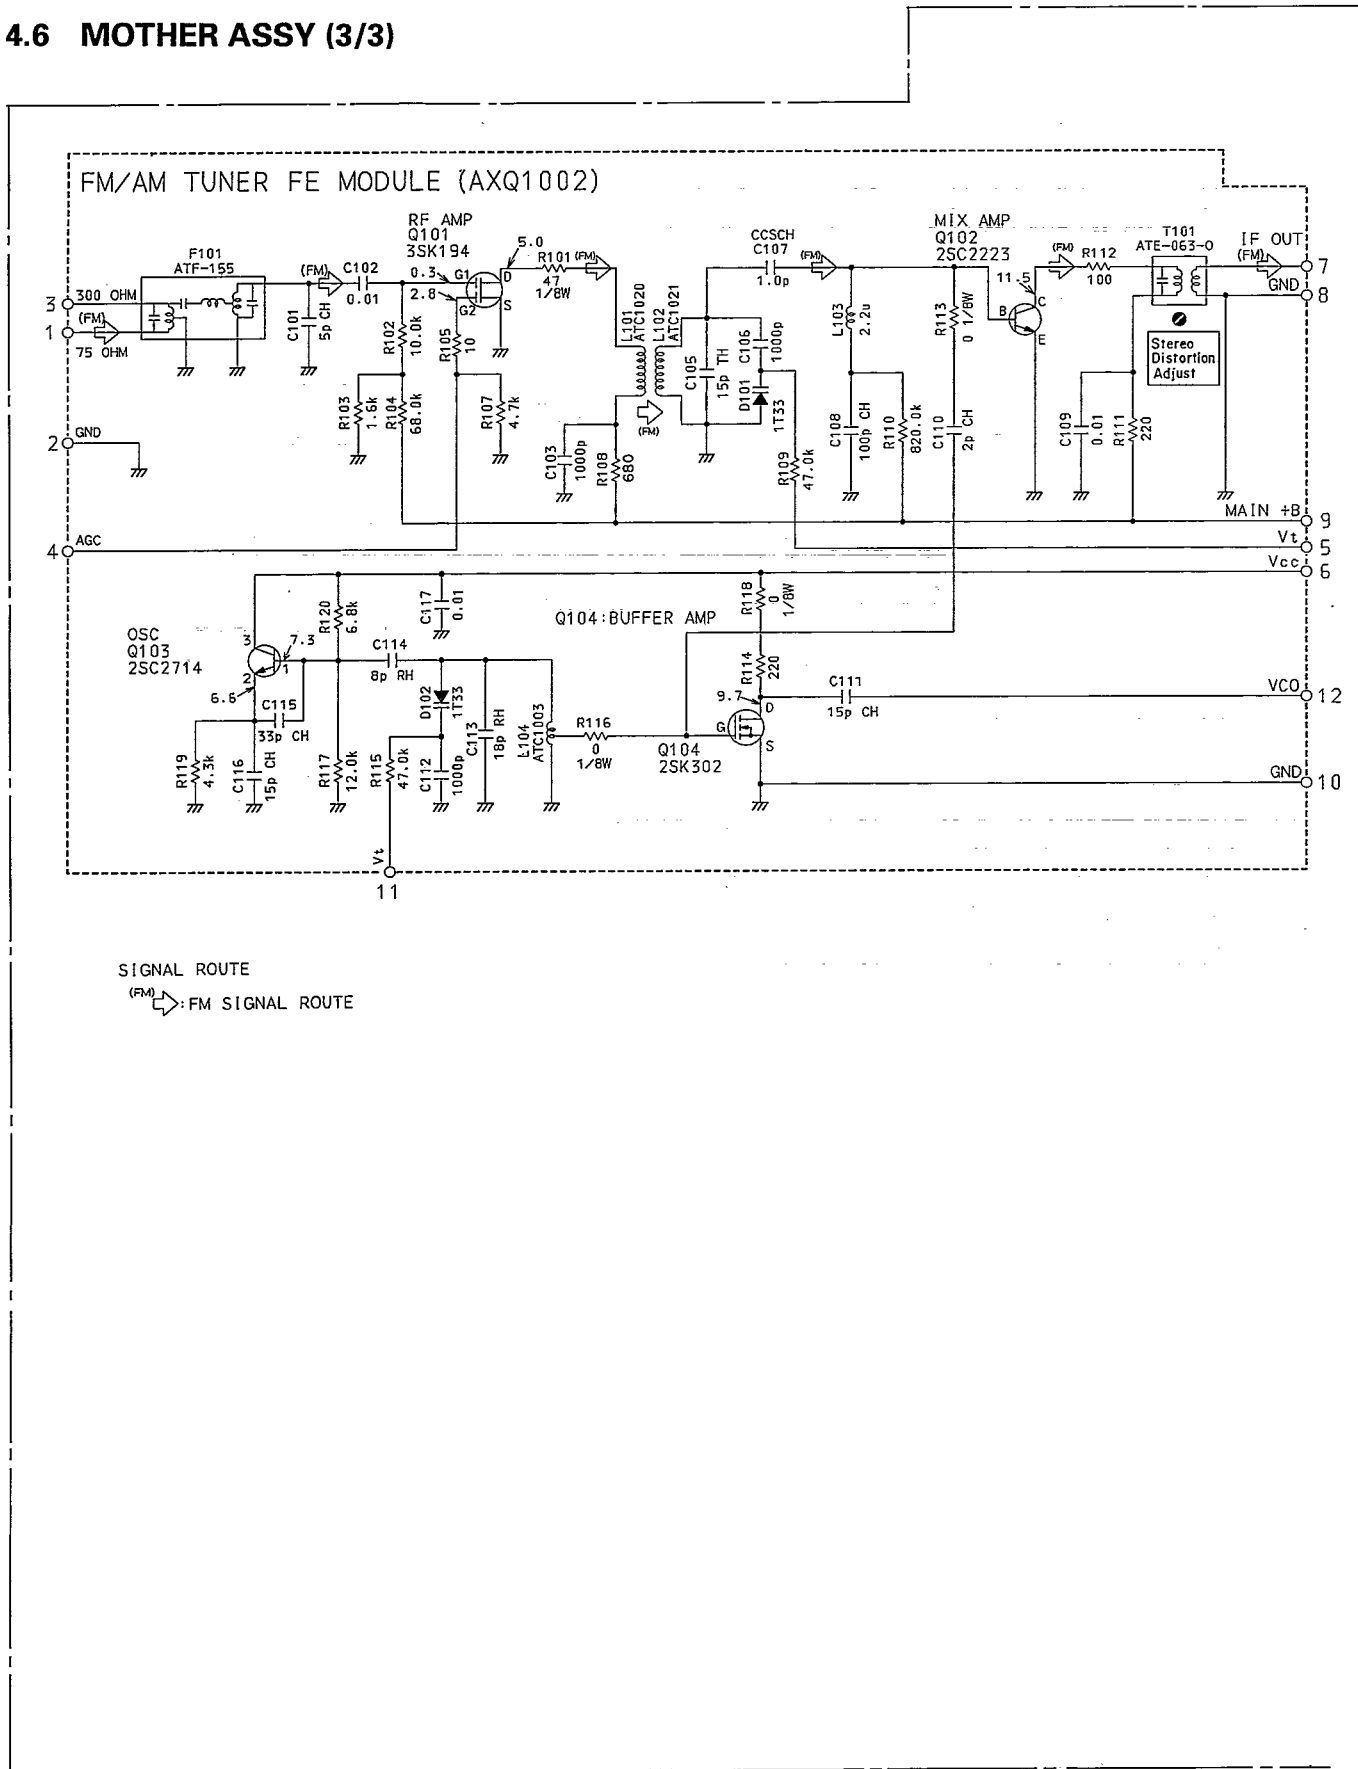 4.6 MOTHER ASSY (3/3)
FM/AM TUNER FE MODULE (AXQ1002)
F101
ATF-155
3
300 OHM
(FM)
1
75 OHM
2
GND
4
AGC
C101
5p CH
(FM)
C102
0.01
RF AMP
Q101
3SK194
0.3
2.8
G1
G2
D
S
5.0
R102
10.0k
R105
10
R103
1.6k
R104
68.0k
R107
4.7k
R101
47
1/8W
(FM)
L101
ATC1020
L102
ATC1021
(FM)
C103
1000p
R108
680
C105
15p TH
C106
1000p
D101
1T33
R109
47.0k
CCSCH
C107
1.0p
(FM)
L103
2.2u
C108
100p CH
R110
820.0k
MIX AMP
Q102
2SC2223
R113
0 1/8W
C110
2p CH
11.5
B
C
E
(FM)
R112
100
T101
ATE-063-O
Stereo
Distortion
Adjust
C109
0.01
R111
220
IF OUT
(FM)
7
GND
8
MAIN +B
9
Vt
5
Vcc
6
OSC
Q103
2SC2714
3
1
2
7.3
6.6
R120
6.8k
C117
0.01
C114
8p RH
C115
33p CH
R119
4.3k
C116
15p CH
R117
12.0k
R115
47.0k
D102
1T33
C112
1000p
C113
18p RH
L104
ATC1003
R116
0
1/8W
Q104:BUFFER AMP
R118
0
1/8W
R114
220
9.7
D
G
S
Q104
2SK302
C111
15p CH
VCO
12
GND
10
Vt
11
SIGNAL ROUTE
(FM)
:FM SIGNAL ROUTE